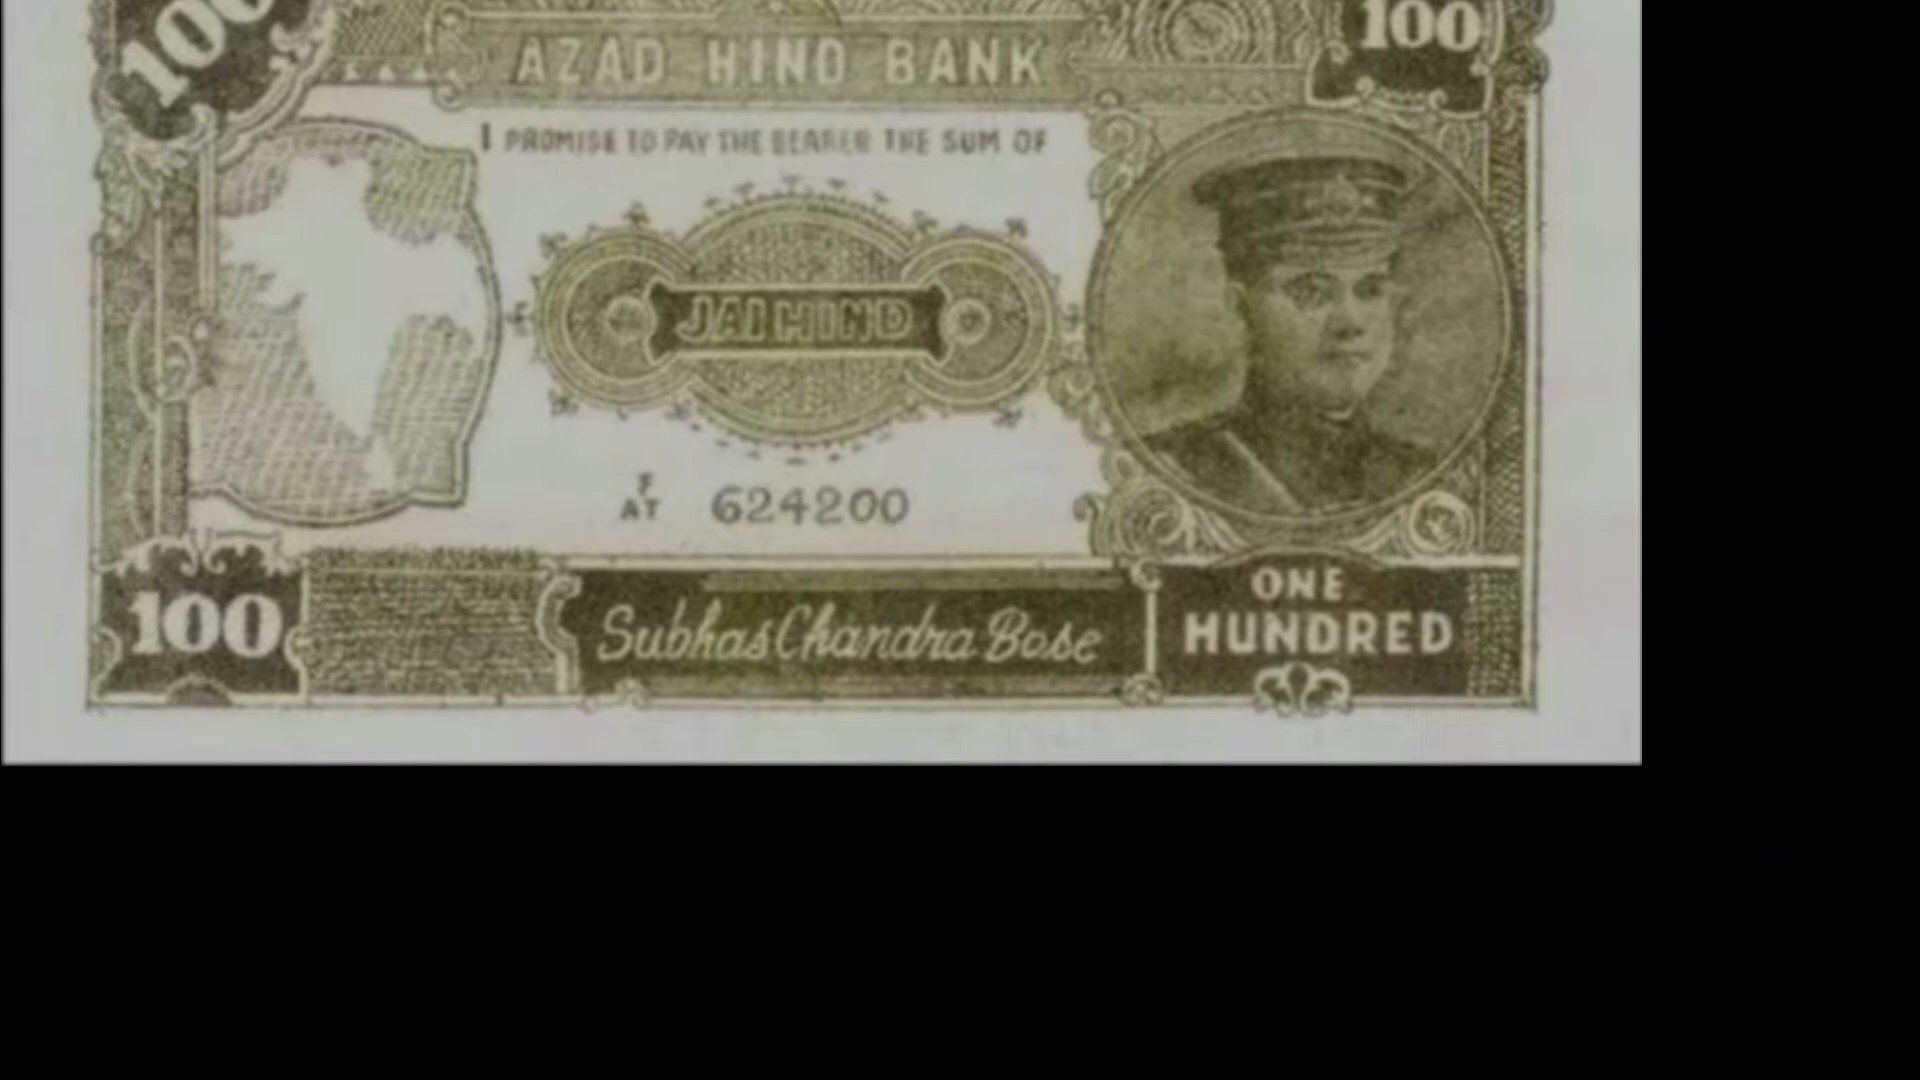 100
100
AZAD HIND BANK
I PROMISE TO PAY THE BEARER THE SUM OF
JAI HIND
F
AT 624200
100
Subhas Chandra Bose
ONE
HUNDRED